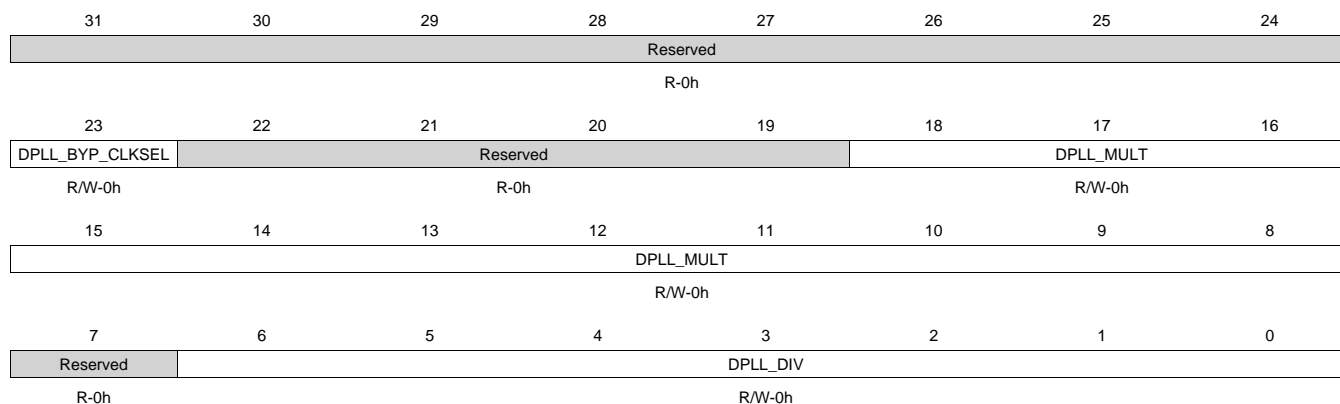 31 30 29 28 27 26 25 24
Reserved
R-0h
23 22 21 20 19 18 17 16
DPLL_BYP_CLKSEL Reserved DPLL_MULT
R/W-0h R-0h R/W-0h
15 14 13 12 11 10 9 8
DPLL_MULT
R/W-0h
7 6 5 4 3 2 1 0
Reserved DPLL_DIV
R-0h R/W-0h